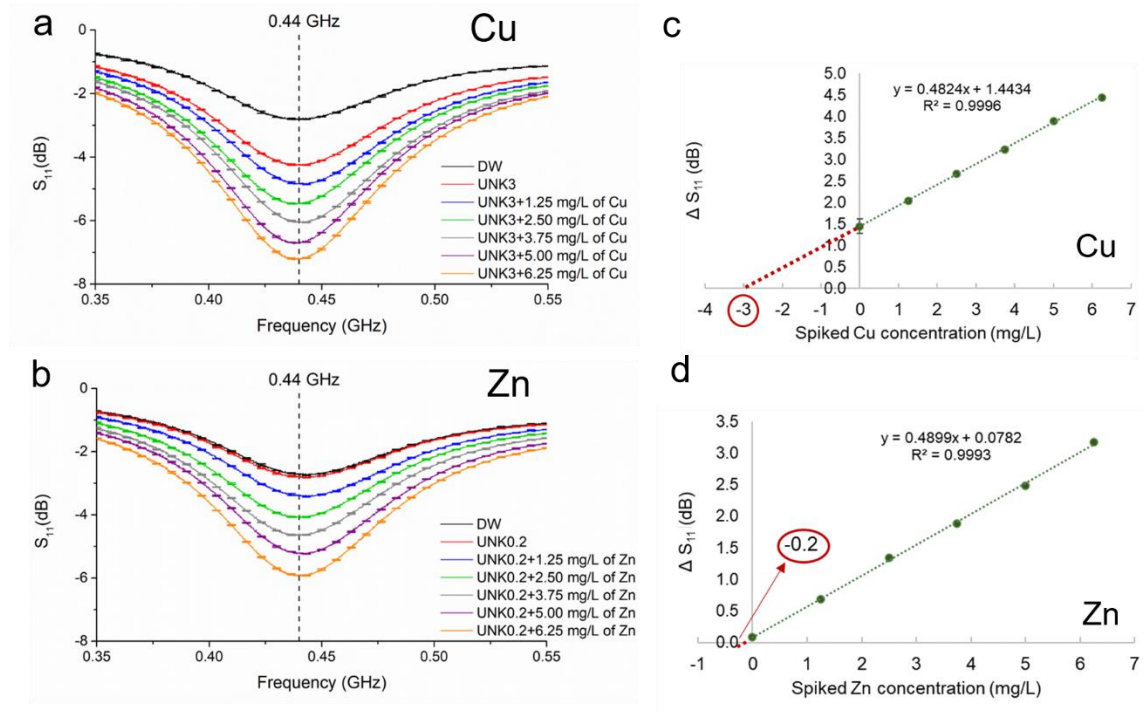 a
0.44 GHz
Cu
0
-2
-4
-6
-8
S11(dB)
DW
UNK3
UNK3+1.25 mg/L of Cu
UNK3+2.50 mg/L of Cu
UNK3+3.75 mg/L of Cu
UNK3+5.00 mg/L of Cu
UNK3+6.25 mg/L of Cu
0.35 0.40 0.45 0.50 0.55
Frequency (GHz)
c
y = 0.4824x + 1.4434
R² = 0.9996
5.0
4.5
4.0
3.5
3.0
2.5
2.0
1.5
1.0
0.5
0.0
Δ S11 (dB)
Cu
-4 -3 -2 -1 0 1 2 3 4 5 6 7
Spiked Cu concentration (mg/L)
b
0.44 GHz
Zn
0
-2
-4
-6
-8
S11(dB)
DW
UNK0.2
UNK0.2+1.25 mg/L of Zn
UNK0.2+2.50 mg/L of Zn
UNK0.2+3.75 mg/L of Zn
UNK0.2+5.00 mg/L of Zn
UNK0.2+6.25 mg/L of Zn
0.35 0.40 0.45 0.50 0.55
Frequency (GHz)
d
y = 0.4899x + 0.0782
R² = 0.9993
3.5
3.0
2.5
2.0
1.5
1.0
0.5
0.0
Δ S11 (dB)
-0.2
Zn
-1 0 1 2 3 4 5 6 7
Spiked Zn concentration (mg/L)